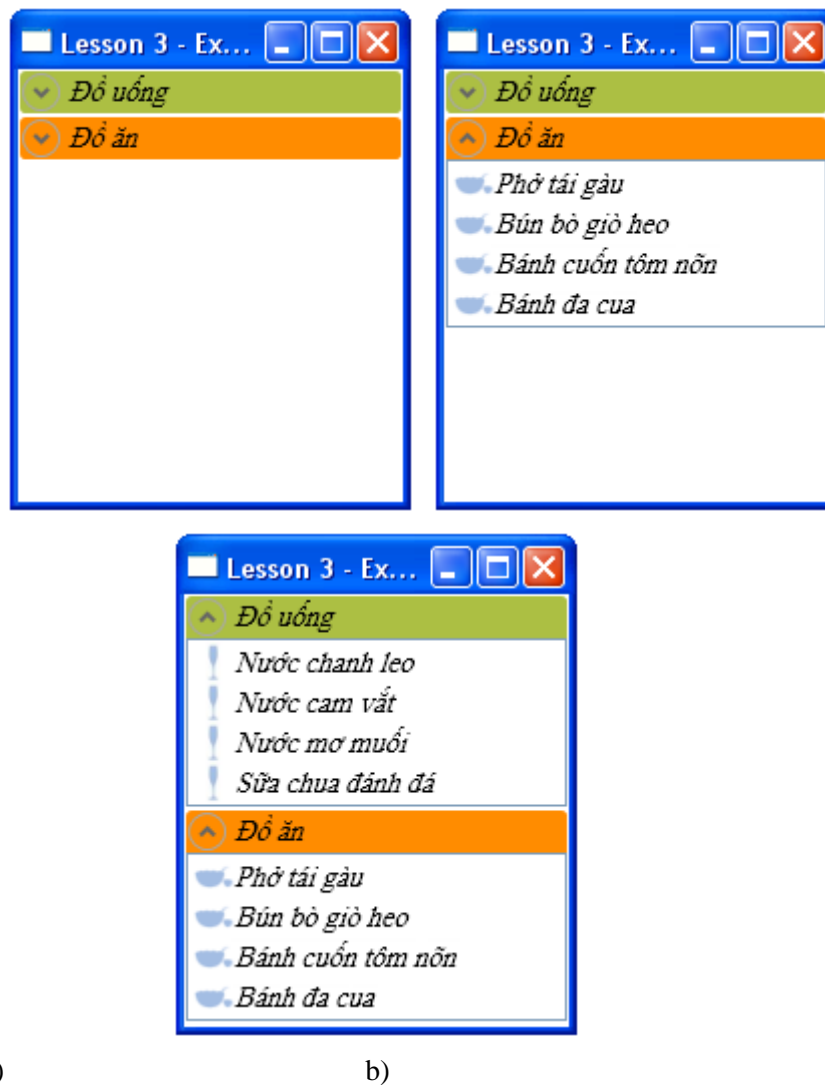 Lesson 3 - Ex...
Đồ uống
Đồ ăn
Lesson 3 - Ex...
Đồ uống
Đồ ăn
Phở tái gàu
Bún bò giò heo
Bánh cuốn tôm nõn
Bánh đa cua
Lesson 3 - Ex...
Đồ uống
Nước chanh leo
Nước cam vắt
Nước mơ muối
Sữa chua đánh đá
Đồ ăn
Phở tái gàu
Bún bò giò heo
Bánh cuốn tôm nõn
Bánh đa cua
) b)